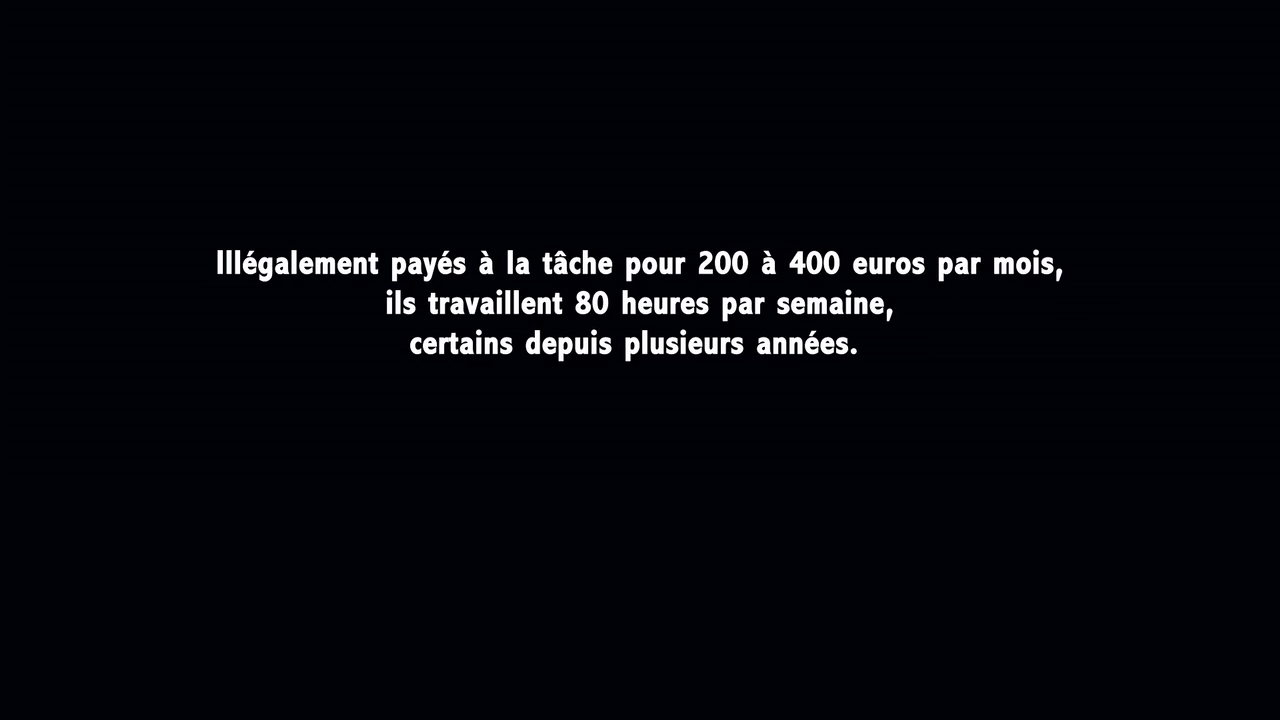 Illégalement payés à la tâche pour 200 à 400 euros par mois,
ils travaillent 80 heures par semaine,
certains depuis plusieurs années.